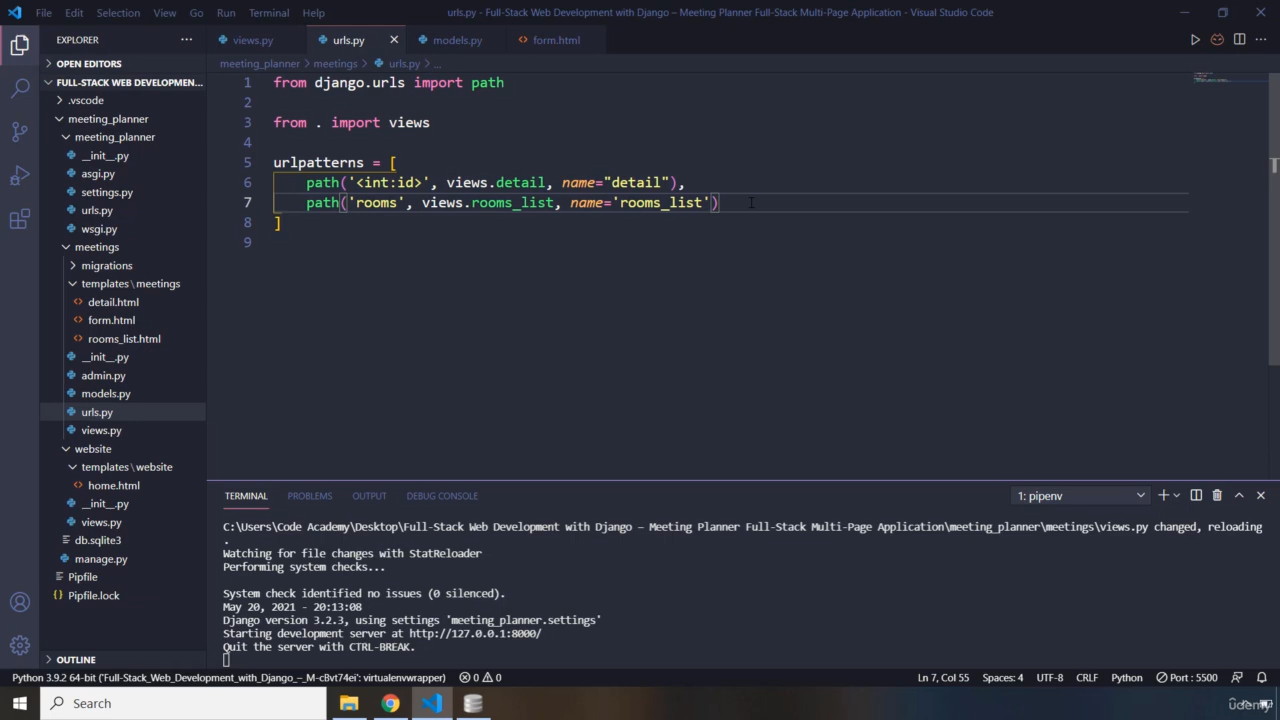 File Edit Selection View Go Run Terminal Help
urls.py - Full-Stack Web Development with Django – Meeting Planner Full-Stack Multi-Page Application - Visual Studio Code
EXPLORER
OPEN EDITORS
FULL-STACK WEB DEVELOPMEN...
.vscode
meeting_planner
meeting_planner
__init__.py
asgi.py
settings.py
urls.py
wsgi.py
meetings
migrations
templates\meetings
detail.html
form.html
rooms_list.html
__init__.py
admin.py
models.py
urls.py
views.py
website
templates\website
home.html
__init__.py
views.py
db.sqlite3
manage.py
Pipfile
Pipfile.lock
OUTLINE
views.py urls.py models.py form.html
meeting_planner > meetings > urls.py > ...
1 from django.urls import path
2
3 from . import views
4
5 urlpatterns = [
6 path('<int:id>', views.detail, name="detail"),
7 path('rooms', views.rooms_list, name='rooms_list')
8 ]
9
TERMINAL PROBLEMS OUTPUT DEBUG CONSOLE
1: pipenv
C:\Users\Code Academy\Desktop\Full-Stack Web Development with Django – Meeting Planner Full-Stack Multi-Page Application\meeting_planner\meetings\views.py changed, reloading
.
Watching for file changes with StatReloader
Performing system checks...
System check identified no issues (0 silenced).
May 20, 2021 - 20:13:08
Django version 3.2.3, using settings 'meeting_planner.settings'
Starting development server at http://127.0.0.1:8000/
Quit the server with CTRL-BREAK.
Python 3.9.2 64-bit ('Full-Stack_Web_Development_with_Django_–_M-cBvt74ei': virtualenvwrapper) 0 0
Ln 7, Col 55 Spaces: 4 UTF-8 CRLF Python Port : 5500
Search
Udemy